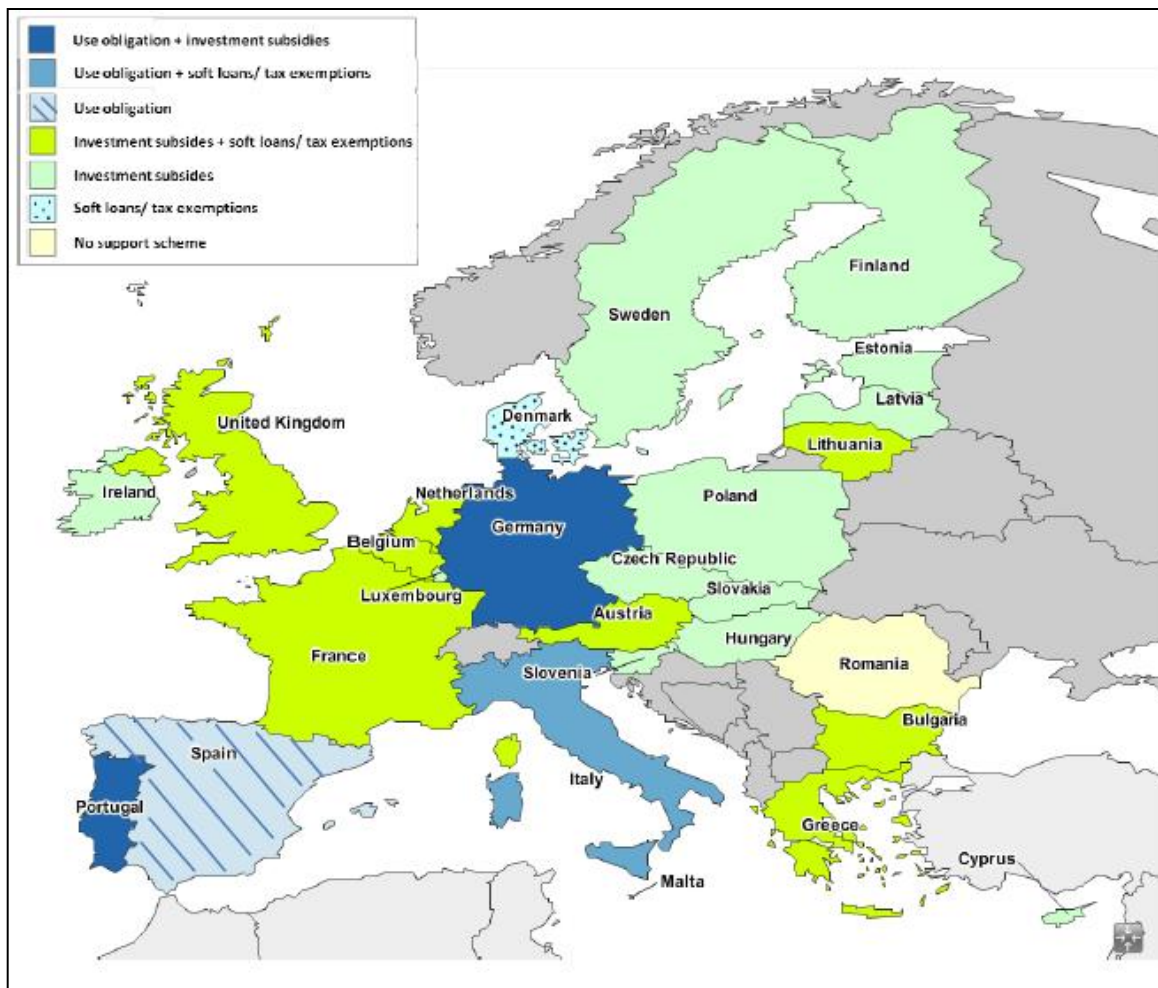 Use obligation + investment subsidies
Use obligation + soft loans/ tax exemptions
Use obligation
Investment subsides + soft loans/ tax exemptions
Investment subsides
Soft loans/ tax exemptions
No support scheme
Finland
Sweden
Estonia
Latvia
Denmark
United Kingdom
Lithuania
Ireland
Netherlands
Poland
Germany
Belgium
Czech Republic
Slovakia
Luxembourg
Austria
Hungary
France
Romania
Slovenia
Bulgaria
Spain
Italy
Portugal
Greece
Cyprus
Malta